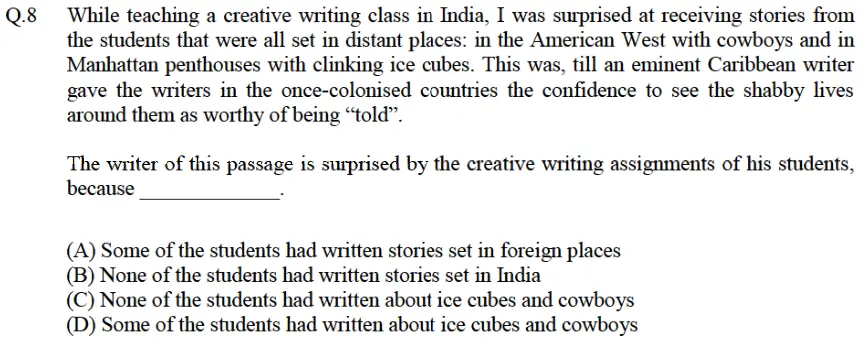 Q.8 While teaching a creative writing class in India, I was surprised at receiving stories from
the students that were all set in distant places: in the American West with cowboys and in
Manhattan penthouses with clinking ice cubes. This was, till an eminent Caribbean writer
gave the writers in the once-colonised countries the confidence to see the shabby lives
around them as worthy of being “told”.
The writer of this passage is surprised by the creative writing assignments of his students,
because ______________.
(A) Some of the students had written stories set in foreign places
(B) None of the students had written stories set in India
(C) None of the students had written about ice cubes and cowboys
(D) Some of the students had written about ice cubes and cowboys